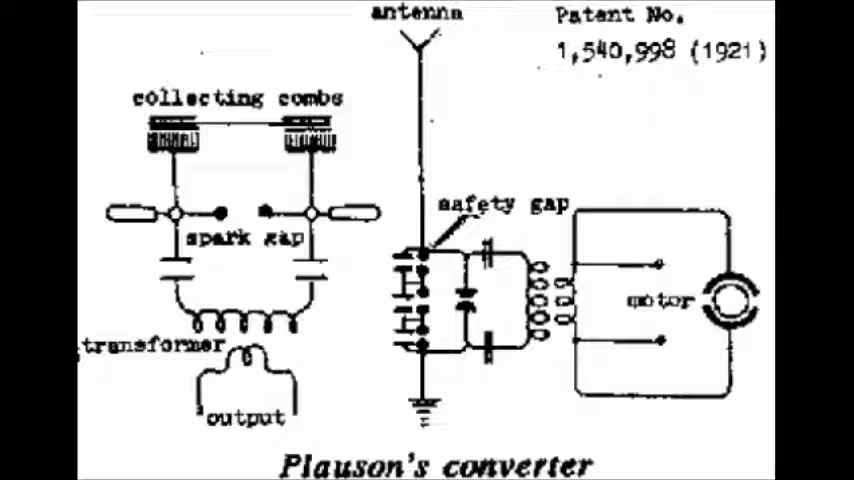 antenna
Patent No.
1,540,998 (1921)
collecting combs
safety gap
spark gap
motor
transformer
output
Plauson's converter